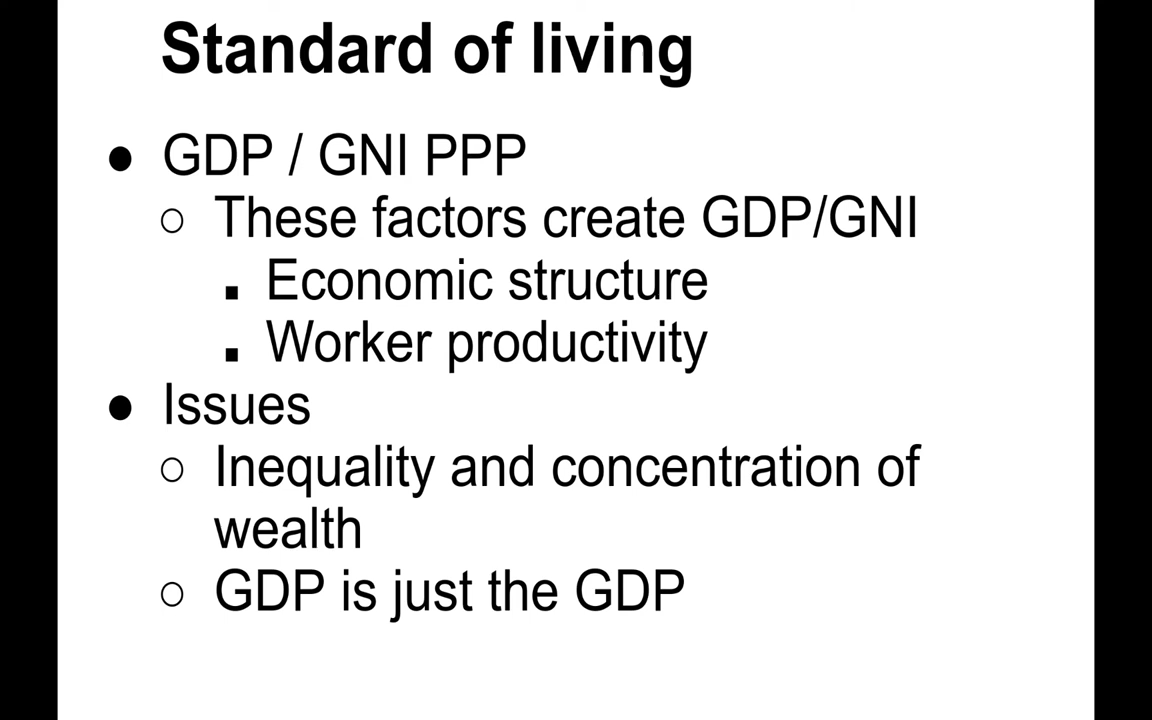 Standard of living
● GDP / GNI PPP
○ These factors create GDP/GNI
■ Economic structure
■ Worker productivity
● Issues
○ Inequality and concentration of
wealth
○ GDP is just the GDP